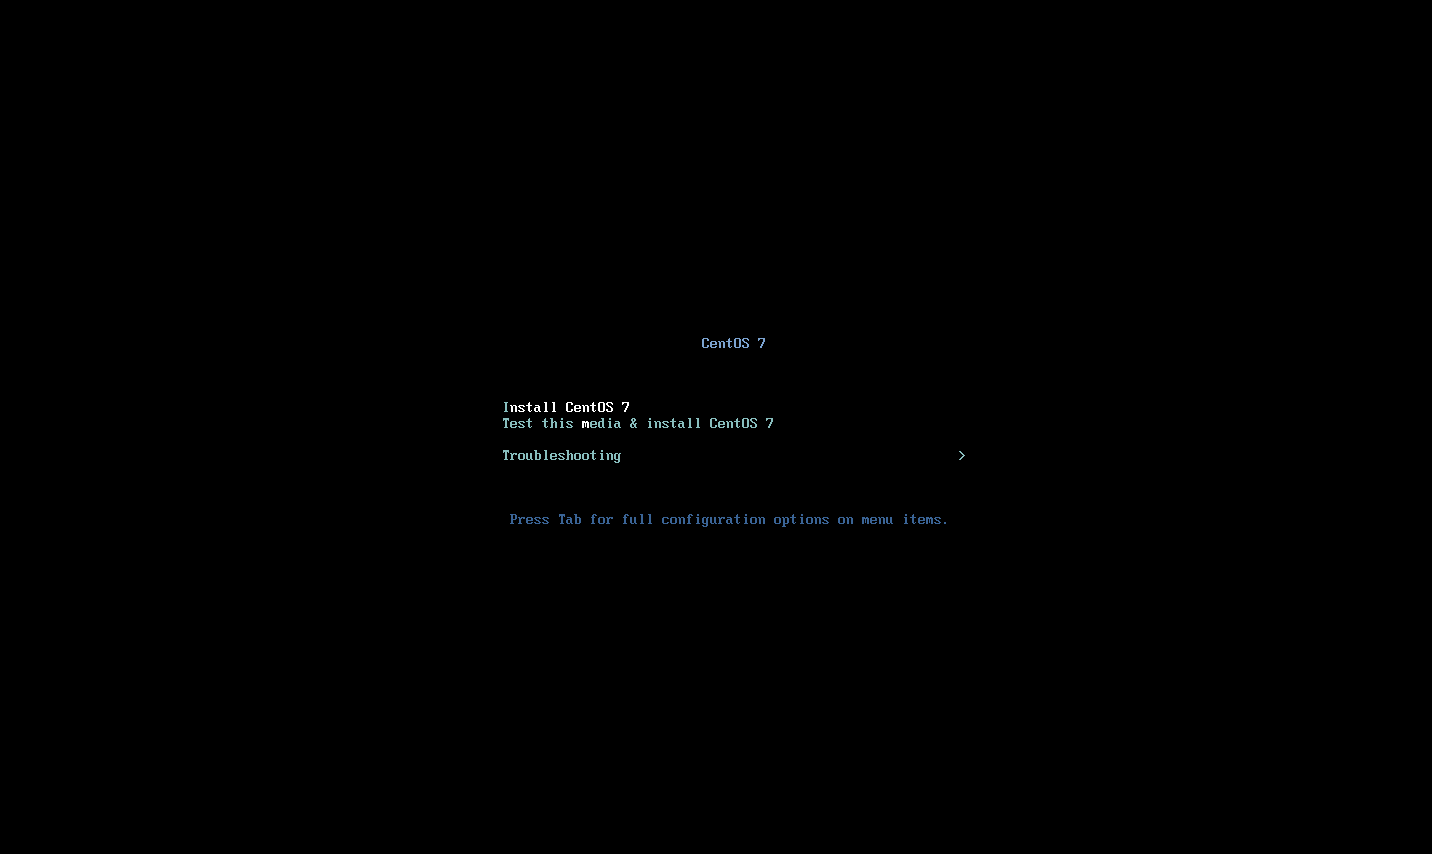 CentOS 7
Install CentOS 7
Test this media & install CentOS 7
Troubleshooting >
Press Tab for full configuration options on menu items.